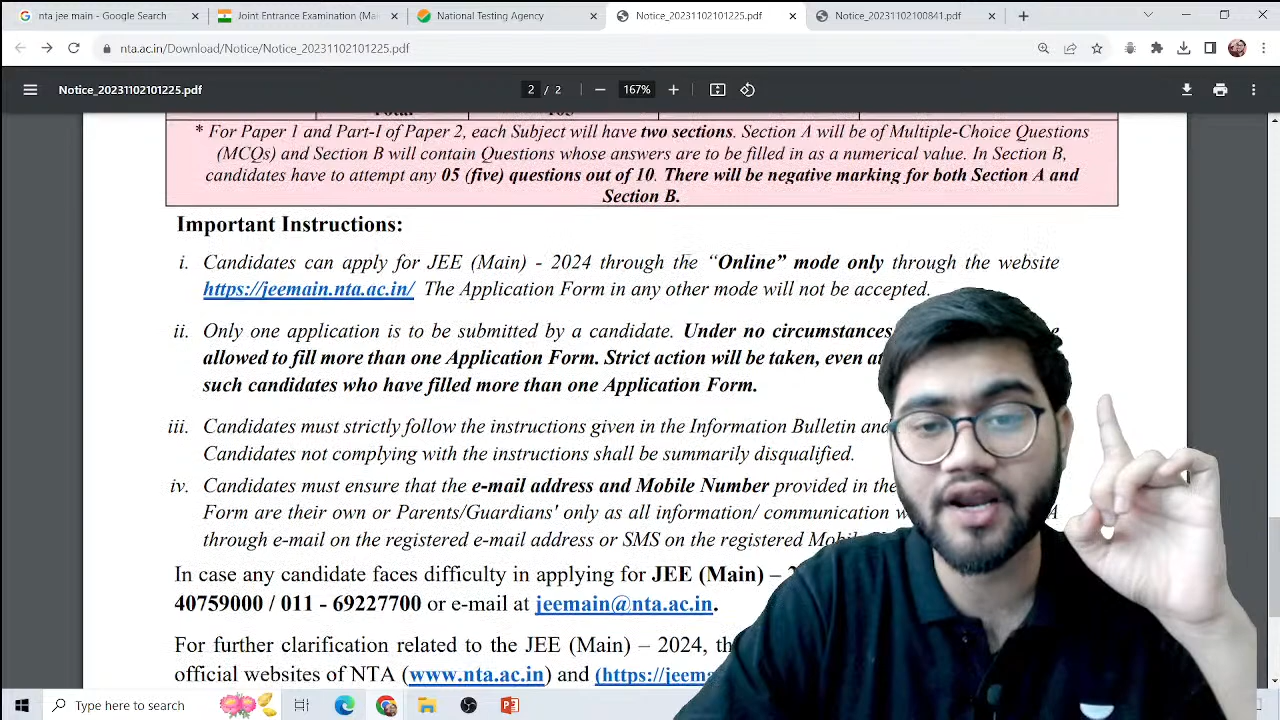 nta jee main - Google Search
Joint Entrance Examination (Mai
National Testing Agency
Notice_20231102101225.pdf
Notice_2023110210084​1.pdf
nta.ac.in/Download/Notice/Notice_20231102101225.pdf
Notice_20231102101225.pdf
2 / 2
167%
Total
* For Paper 1 and Part-I of Paper 2, each Subject will have two sections. Section A will be of Multiple-Choice Questions
(MCQs) and Section B will contain Questions whose answers are to be filled in as a numerical value. In Section B,
candidates have to attempt any 05 (five) questions out of 10. There will be negative marking for both Section A and
Section B.
Important Instructions:
i. Candidates can apply for JEE (Main) - 2024 through the “Online” mode only through the website
https://jeemain.nta.ac.in/ The Application Form in any other mode will not be accepted.
ii. Only one application is to be submitted by a candidate. Under no circumstances
allowed to fill more than one Application Form. Strict action will be taken, even at
such candidates who have filled more than one Application Form.
iii. Candidates must strictly follow the instructions given in the Information Bulletin and
Candidates not complying with the instructions shall be summarily disqualified.
iv. Candidates must ensure that the e-mail address and Mobile Number provided in the
Form are their own or Parents/Guardians' only as all information/ communication
through e-mail on the registered e-mail address or SMS on the registered
In case any candidate faces difficulty in applying for JEE (Main) –
40759000 / 011 - 69227700 or e-mail at jeemain@nta.ac.in.
For further clarification related to the JEE (Main) – 2024,
official websites of NTA (www.nta.ac.in) and (https://jeema
Type here to search